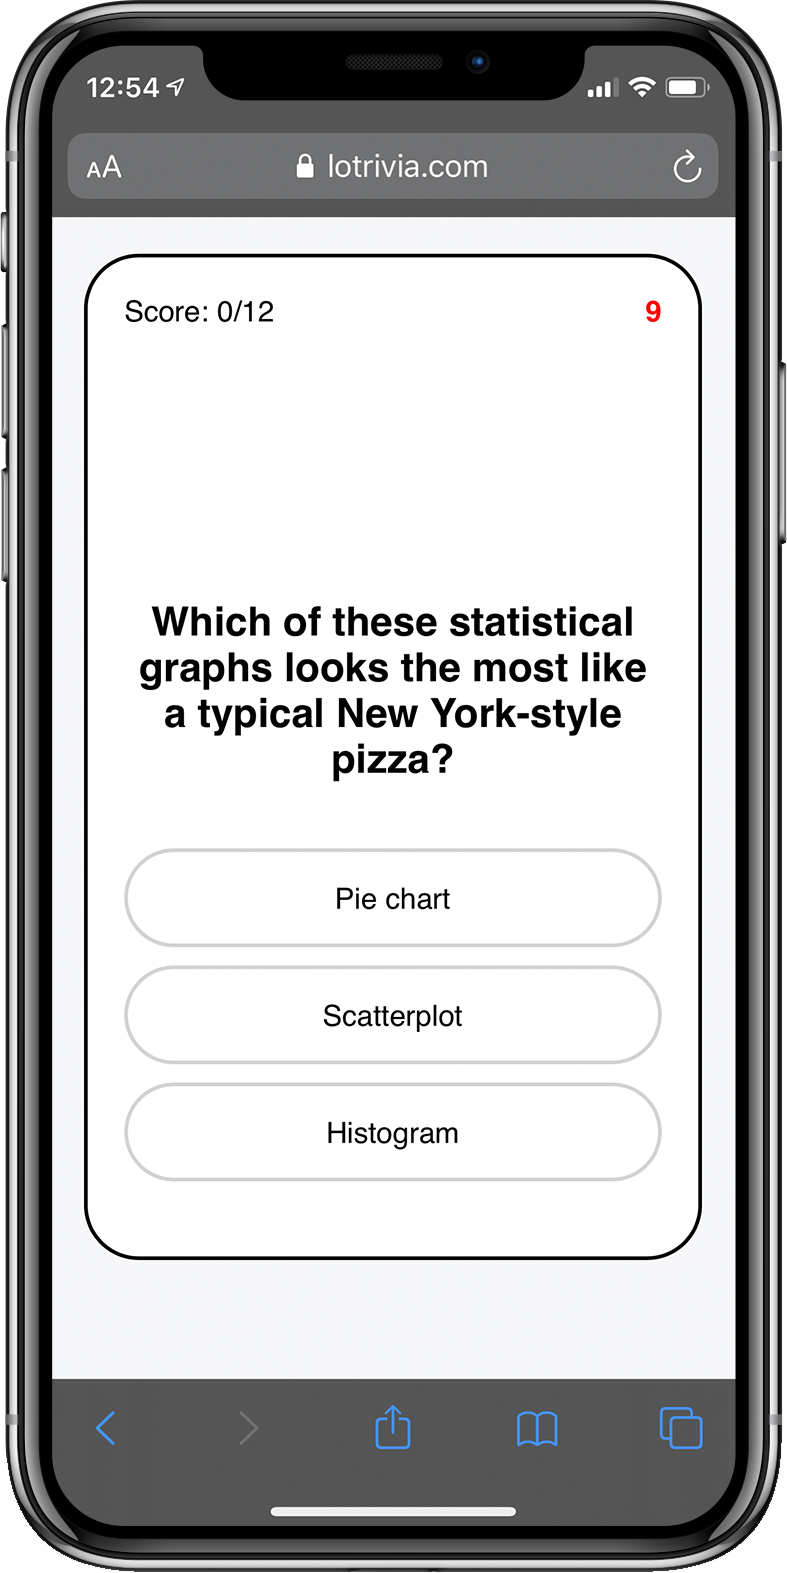 12:54
AA lotrivia.com
Score: 0/12 9
Which of these statistical
graphs looks the most like
a typical New York-style
pizza?
Pie chart
Scatterplot
Histogram